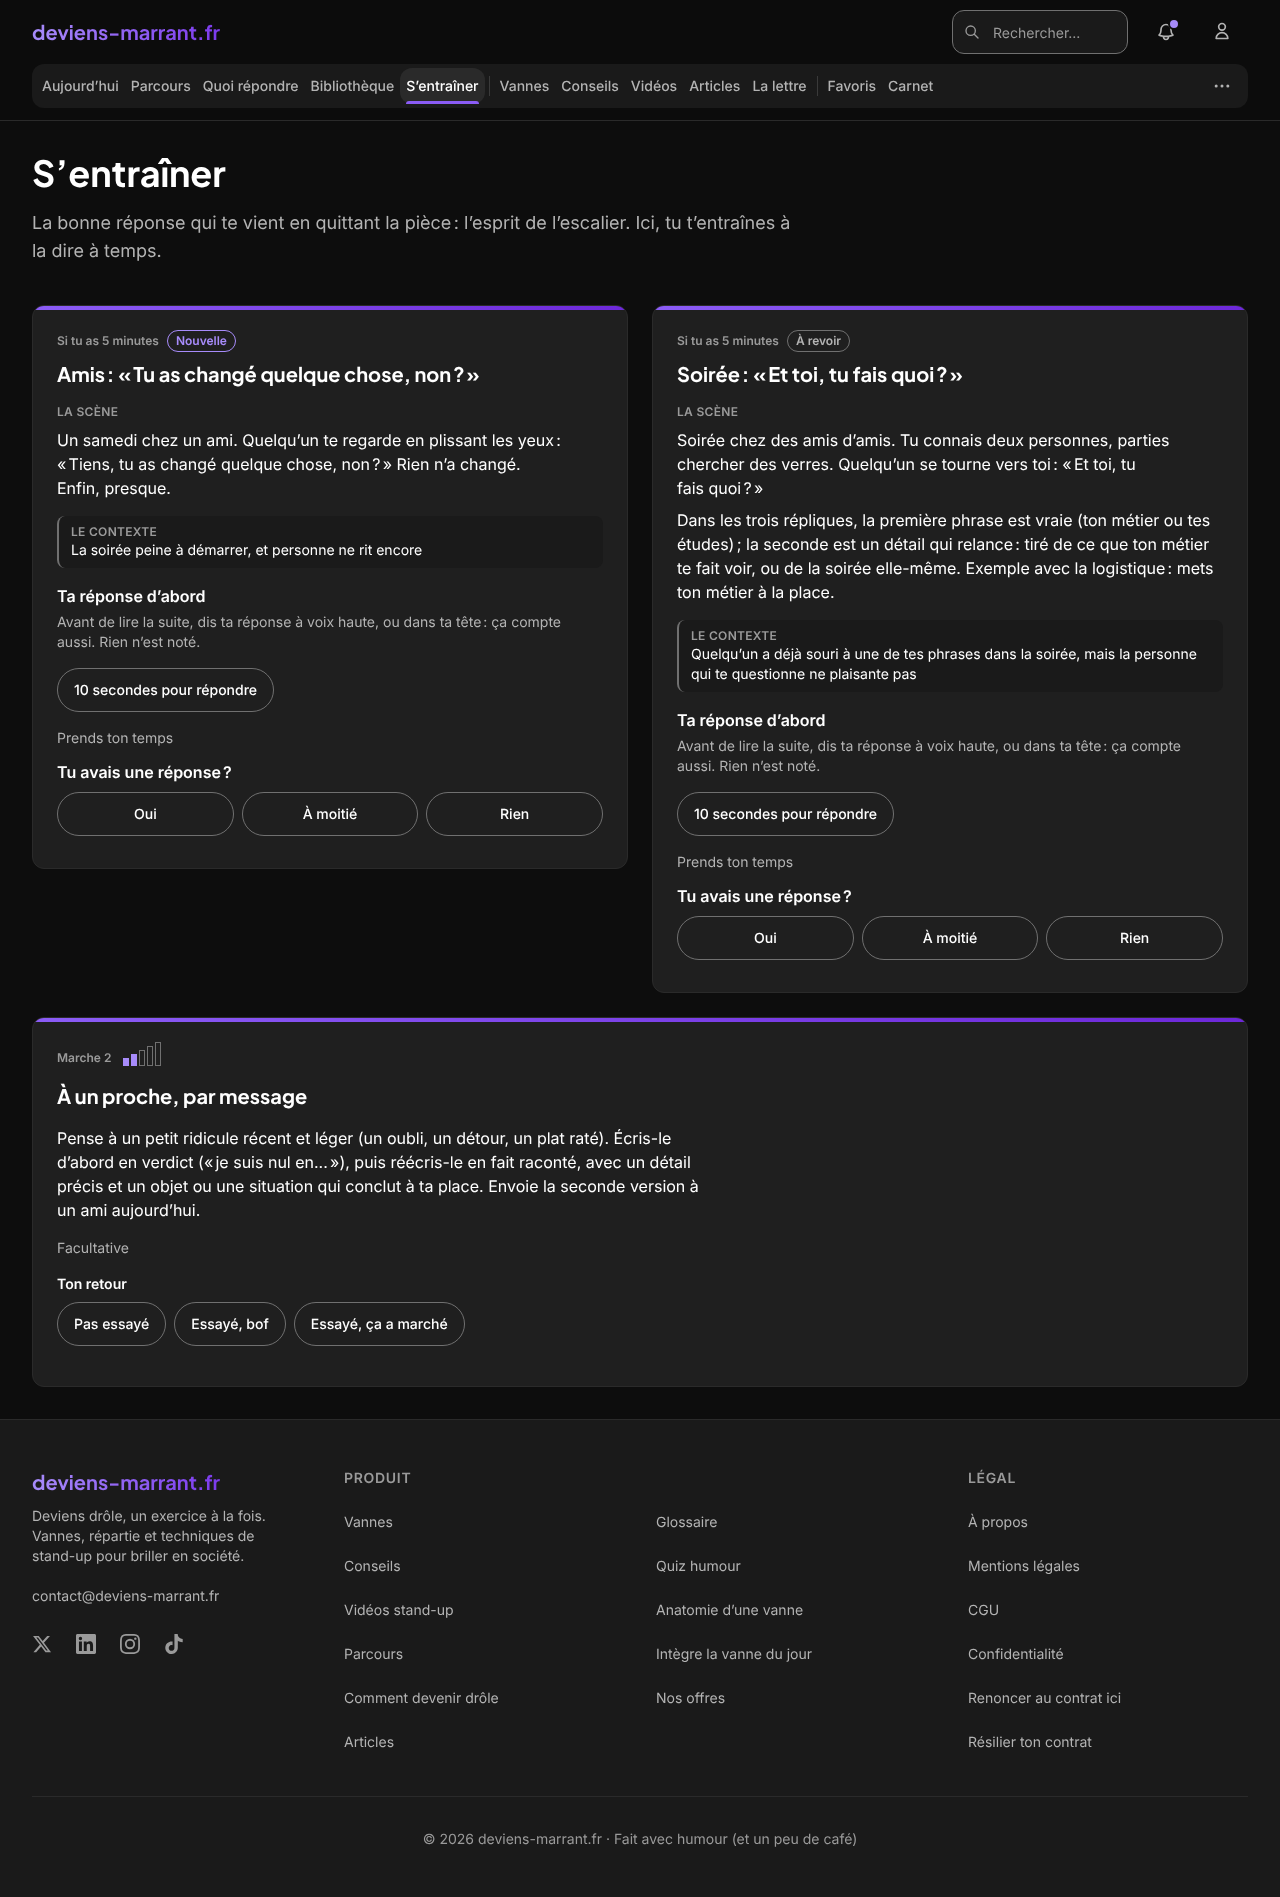 deviens-marrant.fr
Rechercher...
Aujourd’hui Parcours Quoi répondre Bibliothèque S’entraîner Vannes Conseils Vidéos Articles La lettre Favoris Carnet
S’entraîner
La bonne réponse qui te vient en quittant la pièce : l’esprit de l’escalier. Ici, tu t’entraînes à
la dire à temps.
Si tu as 5 minutes Nouvelle
Amis : « Tu as changé quelque chose, non ? »
LA SCÈNE
Un samedi chez un ami. Quelqu’un te regarde en plissant les yeux :
« Tiens, tu as changé quelque chose, non ? » Rien n’a changé.
Enfin, presque.
LE CONTEXTE
La soirée peine à démarrer, et personne ne rit encore
Ta réponse d’abord
Avant de lire la suite, dis ta réponse à voix haute, ou dans ta tête : ça compte
aussi. Rien n’est noté.
10 secondes pour répondre
Prends ton temps
Tu avais une réponse ?
Oui À moitié Rien
Si tu as 5 minutes À revoir
Soirée : « Et toi, tu fais quoi ? »
LA SCÈNE
Soirée chez des amis d’amis. Tu connais deux personnes, parties
chercher des verres. Quelqu’un se tourne vers toi : « Et toi, tu
fais quoi ? »
Dans les trois répliques, la première phrase est vraie (ton métier ou tes
études) ; la seconde est un détail qui relance : tiré de ce que ton métier
te fait voir, ou de la soirée elle-même. Exemple avec la logistique : mets
ton métier à la place.
LE CONTEXTE
Quelqu’un a déjà souri à une de tes phrases dans la soirée, mais la personne
qui te questionne ne plaisante pas
Ta réponse d’abord
Avant de lire la suite, dis ta réponse à voix haute, ou dans ta tête : ça compte
aussi. Rien n’est noté.
10 secondes pour répondre
Prends ton temps
Tu avais une réponse ?
Oui À moitié Rien
Marche 2
À un proche, par message
Pense à un petit ridicule récent et léger (un oubli, un détour, un plat raté). Écris-le
d’abord en verdict (« je suis nul en… »), puis réécris-le en fait raconté, avec un détail
précis et un objet ou une situation qui conclut à ta place. Envoie la seconde version à
un ami aujourd’hui.
Facultative
Ton retour
Pas essayé Essayé, bof Essayé, ça a marché
deviens-marrant.fr
Deviens drôle, un exercice à la fois.
Vannes, répartie et techniques de
stand-up pour briller en société.
contact@deviens-marrant.fr
PRODUIT
Vannes
Conseils
Vidéos stand-up
Parcours
Comment devenir drôle
Articles
Glossaire
Quiz humour
Anatomie d’une vanne
Intègre la vanne du jour
Nos offres
LÉGAL
À propos
Mentions légales
CGU
Confidentialité
Renoncer au contrat ici
Résilier ton contrat
© 2026 deviens-marrant.fr · Fait avec humour (et un peu de café)